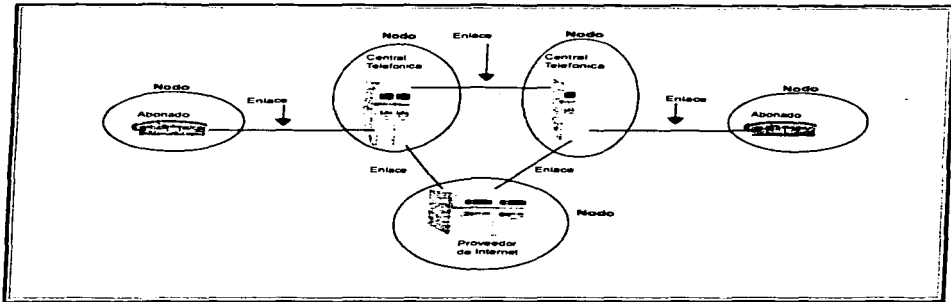 Nodo
Enlace
Nodo
Central
Telefonica
Central
Telefonica
Nodo
Enlace
Abonado
Enlace
Nodo
Abonado
Enlace
Enlace
Nodo
Proveedor
de Internet